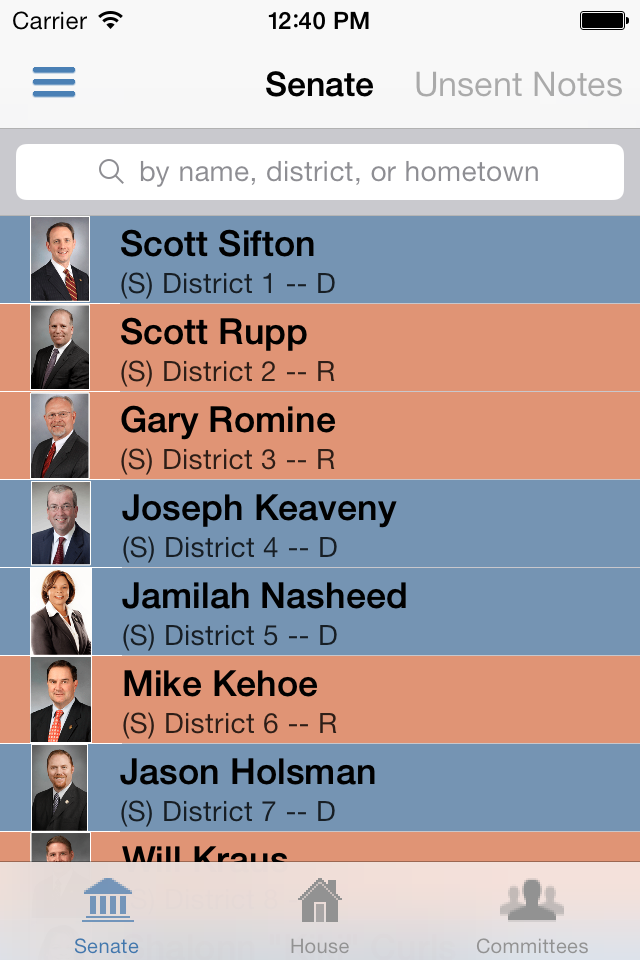 Carrier 12:40 PM
Senate Unsent Notes
by name, district, or hometown
Scott Sifton
(S) District 1 -- D
Scott Rupp
(S) District 2 -- R
Gary Romine
(S) District 3 -- R
Joseph Keaveny
(S) District 4 -- D
Jamilah Nasheed
(S) District 5 -- D
Mike Kehoe
(S) District 6 -- R
Jason Holsman
(S) District 7 -- D
Will Kraus
Senate House Committees